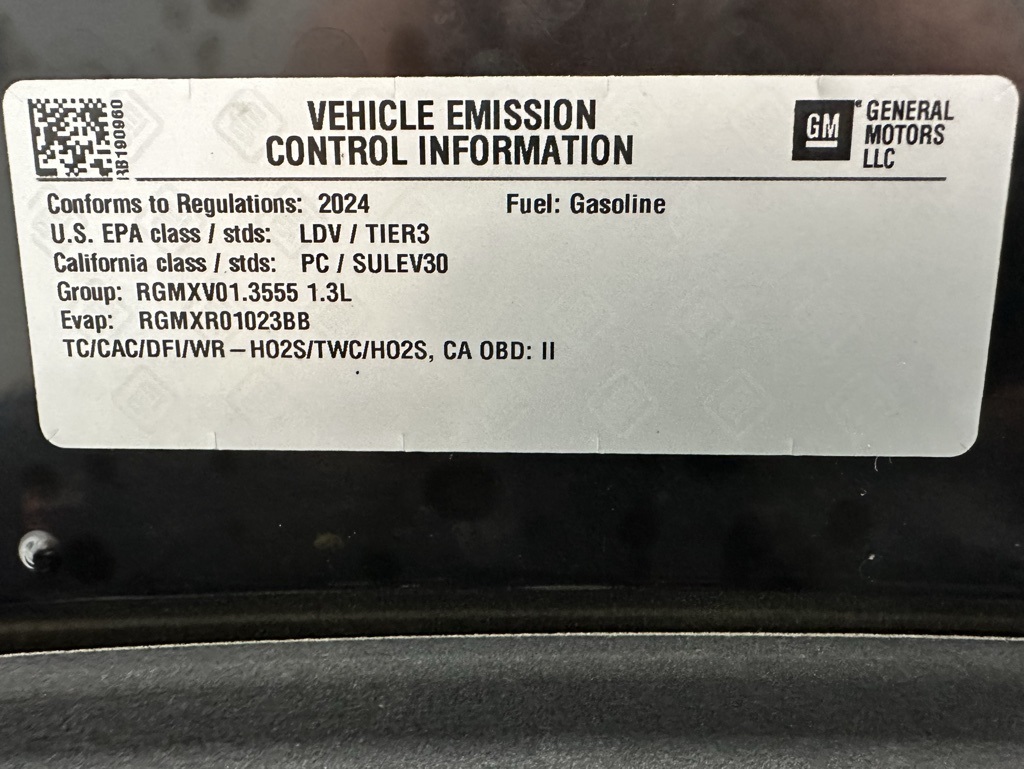 RB190960
VEHICLE EMISSION
CONTROL INFORMATION
GM
GENERAL
MOTORS
LLC
Conforms to Regulations: 2024 Fuel: Gasoline
U.S. EPA class / stds: LDV / TIER3
California class / stds: PC / SULEV30
Group: RGMXV01.3555 1.3L
Evap: RGMXR01023BB
TC/CAC/DFI/WR–HO2S/TWC/HO2S, CA OBD: II